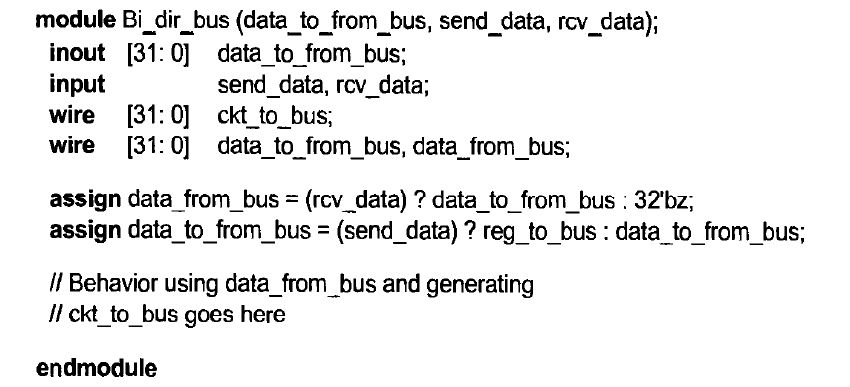 module Bi_dir_bus (data_to_from_bus, send_data, rcv_data);
inout [31: 0] data_to_from_bus;
input send_data, rcv_data;
wire [31: 0] ckt_to_bus;
wire [31: 0] data_to_from_bus, data_from_bus;
assign data_from_bus = (rcv_data) ? data_to_from_bus : 32'bz;
assign data_to_from_bus = (send_data) ? reg_to_bus : data_to_from_bus;
// Behavior using data_from_bus and generating
// ckt_to_bus goes here
endmodule